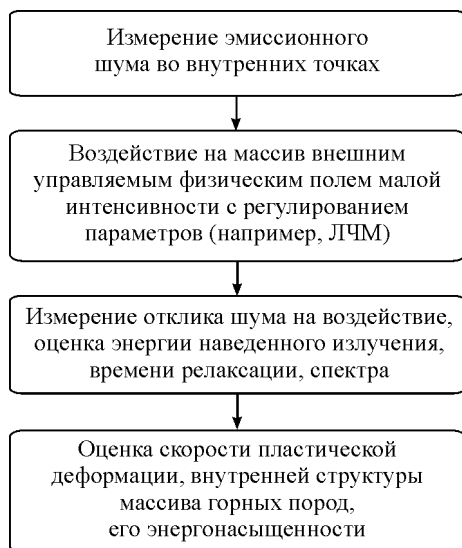 Измерение эмиссионного
шума во внутренних точках
Воздействие на массив внешним
управляемым физическим полем малой
интенсивности с регулированием
параметров (например, ЛЧМ)
Измерение отклика шума на воздействие,
оценка энергии наведенного излучения,
времени релаксации, спектра
Оценка скорости пластической
деформации, внутренней структуры
массива горных пород,
его энергонасыщенности